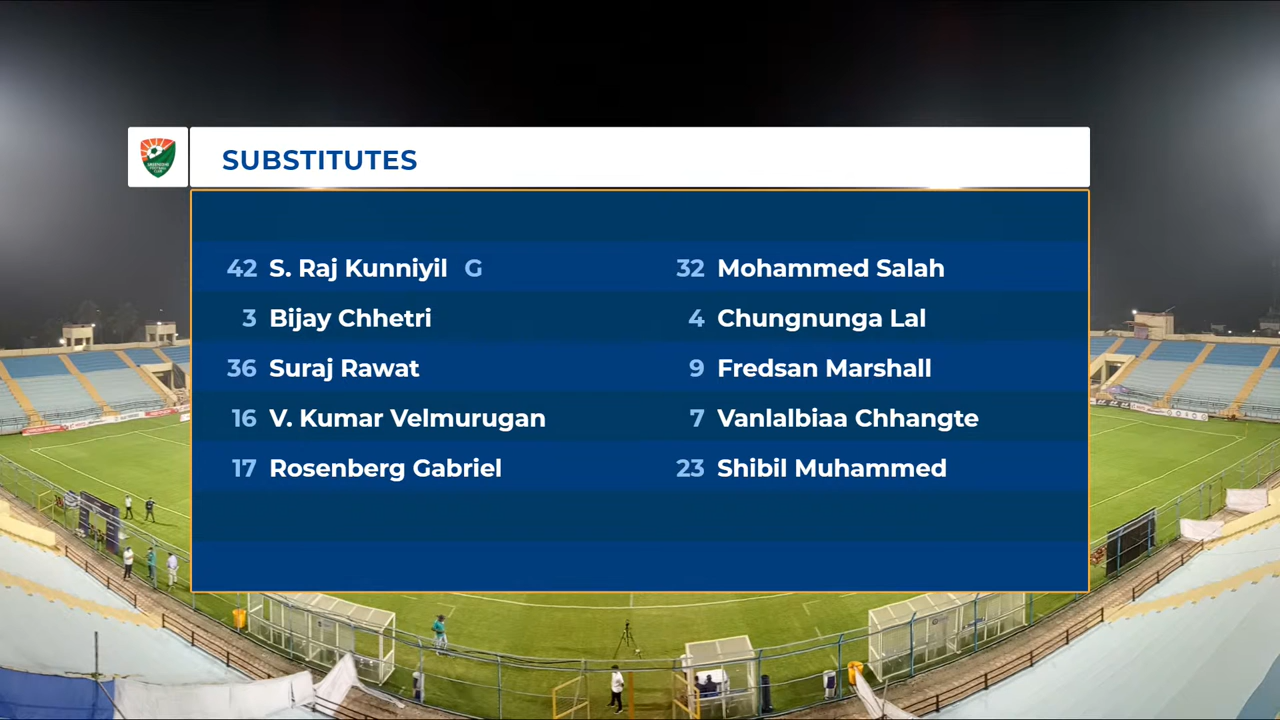 SUBSTITUTES
42 S. Raj Kunniyil G
3 Bijay Chhetri
36 Suraj Rawat
16 V. Kumar Velmurugan
17 Rosenberg Gabriel
32 Mohammed Salah
4 Chungnunga Lal
9 Fredsan Marshall
7 Vanlalbiaa Chhangte
23 Shibil Muhammed